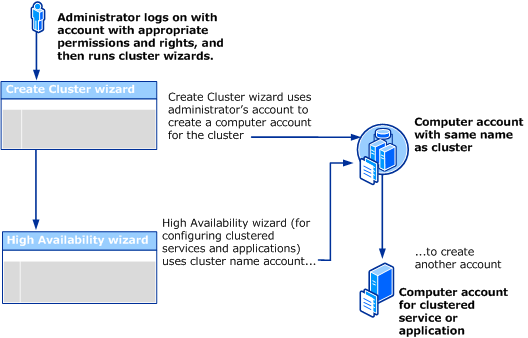 Administrator logs on with
account with appropriate
permissions and rights, and
then runs cluster wizards.
Create Cluster wizard
Create Cluster wizard uses
administrator's account to
create a computer account
for the cluster
Computer account
with same name
as cluster
High Availability wizard
High Availability wizard (for
configuring clustered
services and applications)
uses cluster name account...
...to create
another account
Computer account
for clustered
service or
application